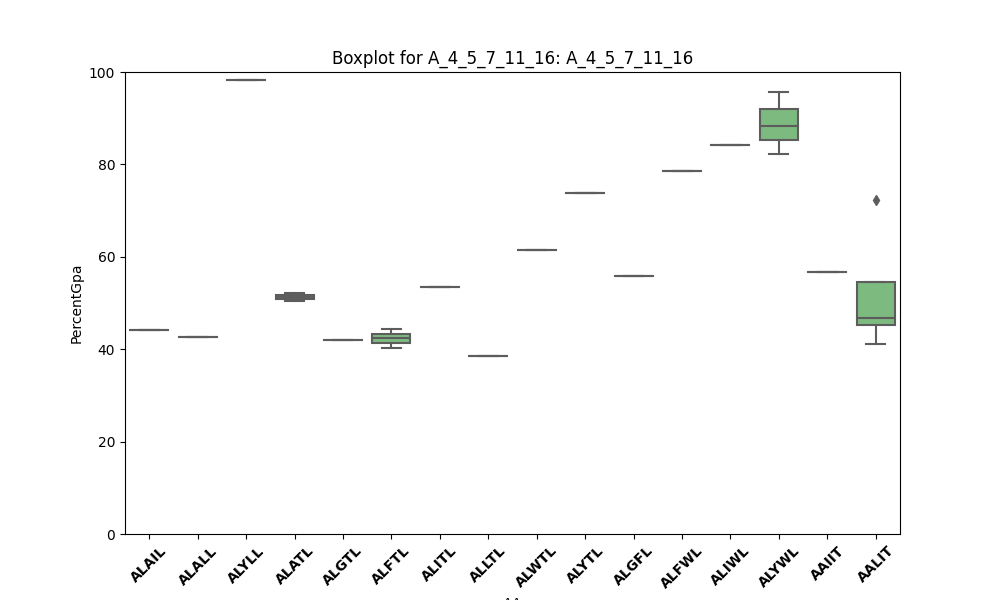 Boxplot for A_4_5_7_11_16: A_4_5_7_11_16
PercentGpa
100
80
60
40
20
0
ALAIL ALALL ALYLL ALATL ALGTL ALFTL ALITL ALLTL ALWTL ALYTL ALGFL ALFWL ALIWL ALYWL AAIIT AALIT